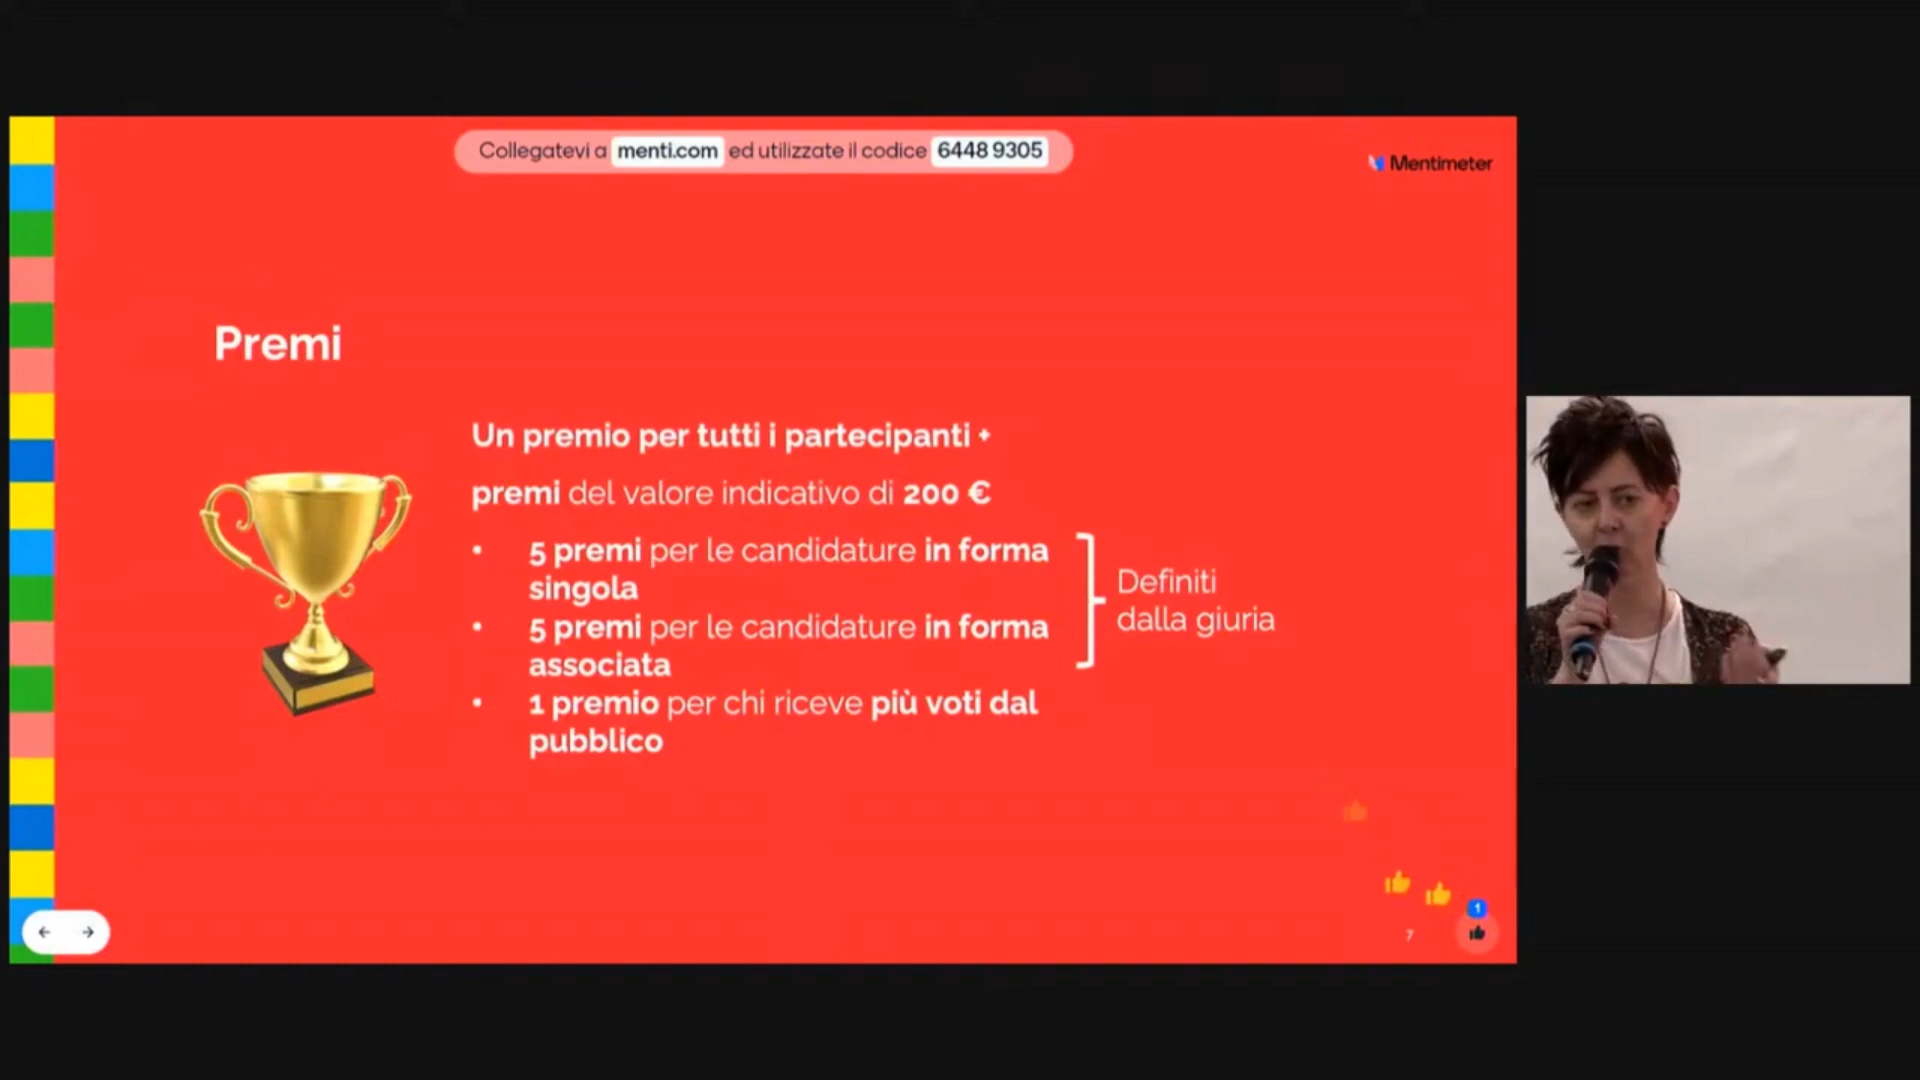 Collegatevi a menti.com ed utilizzate il codice 6448 9305
Mentimeter
Premi
Un premio per tutti i partecipanti +
premi del valore indicativo di 200 €
• 5 premi per le candidature in forma
singola
• 5 premi per le candidature in forma
associata
• 1 premio per chi riceve più voti dal
pubblico
Definiti
dalla giuria
1
7